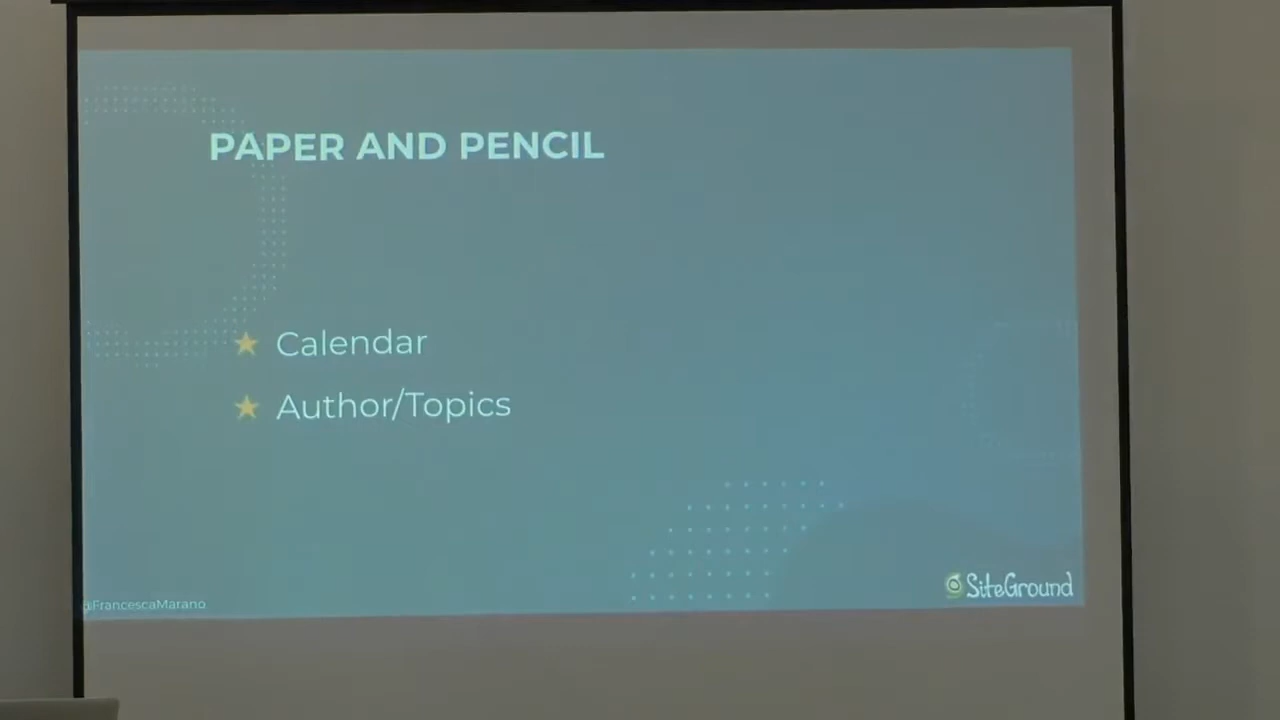 PAPER AND PENCIL
Calendar
Author/Topics
@FrancescaMarano
SiteGround